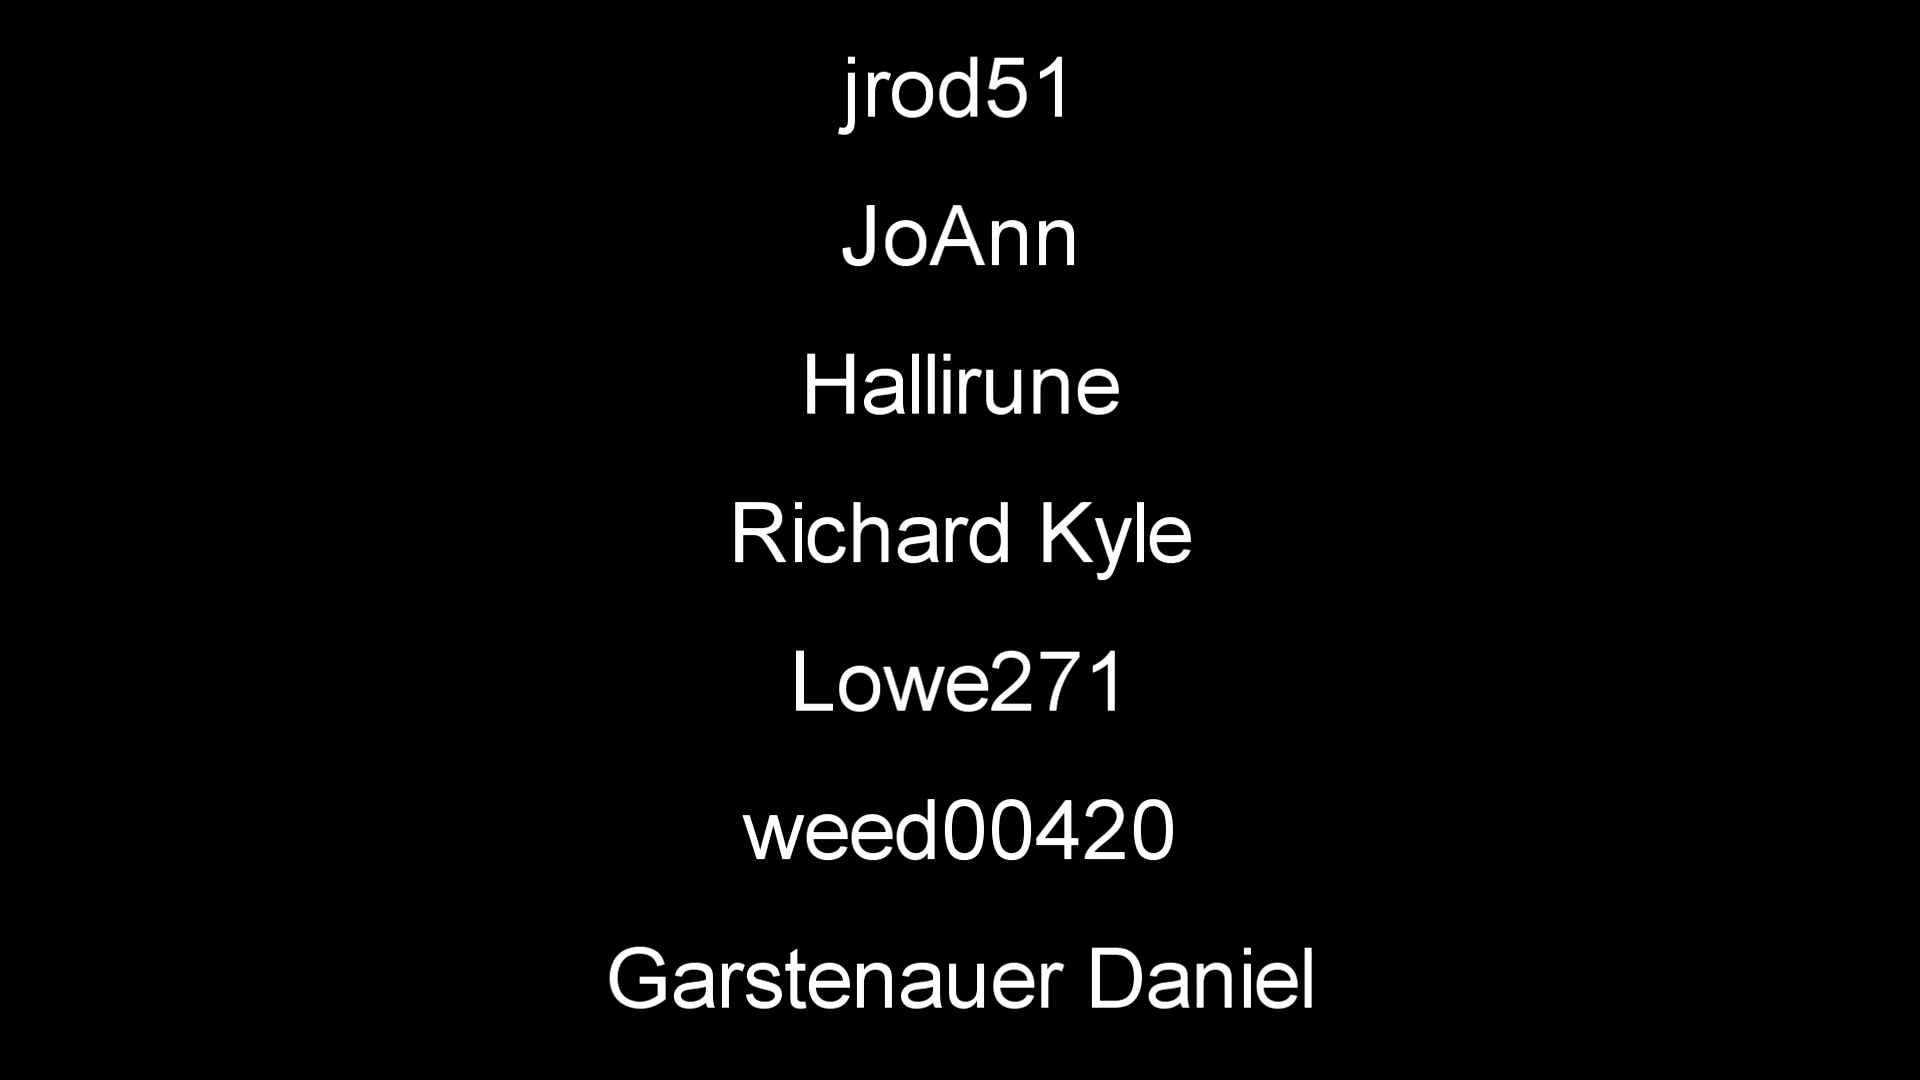 jrod51
JoAnn
Hallirune
Richard Kyle
Lowe271
weed00420
Garstenauer Daniel